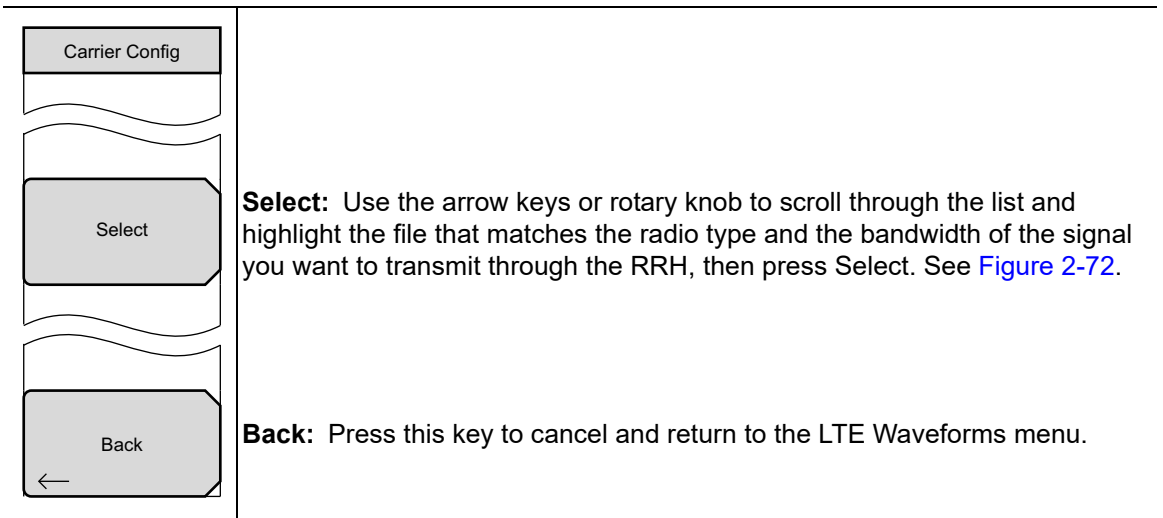 Carrier Config
Select
Select: Use the arrow keys or rotary knob to scroll through the list and
highlight the file that matches the radio type and the bandwidth of the signal
you want to transmit through the RRH, then press Select. See Figure 2-72.
Back
Back: Press this key to cancel and return to the LTE Waveforms menu.